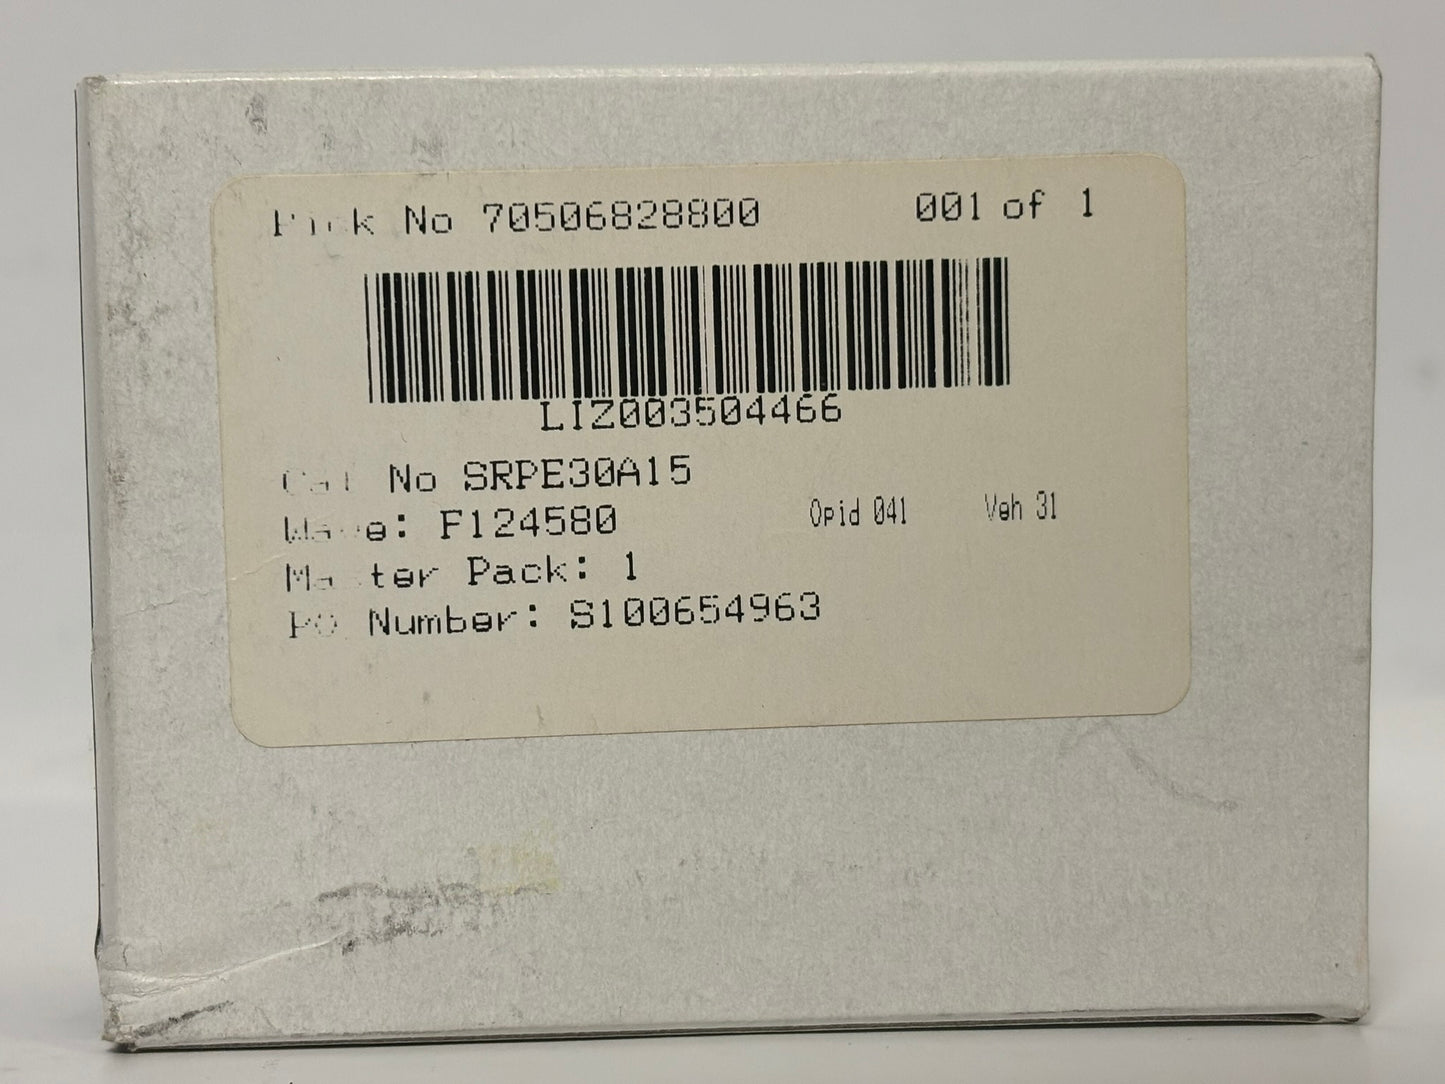 Pick No 70506828800 001 of 1
LIZ003504466
Cat No SRPE30A15
Wave: F124580 Opid 041 Veh 31
Master Pack: 1
PO Number: S100654963